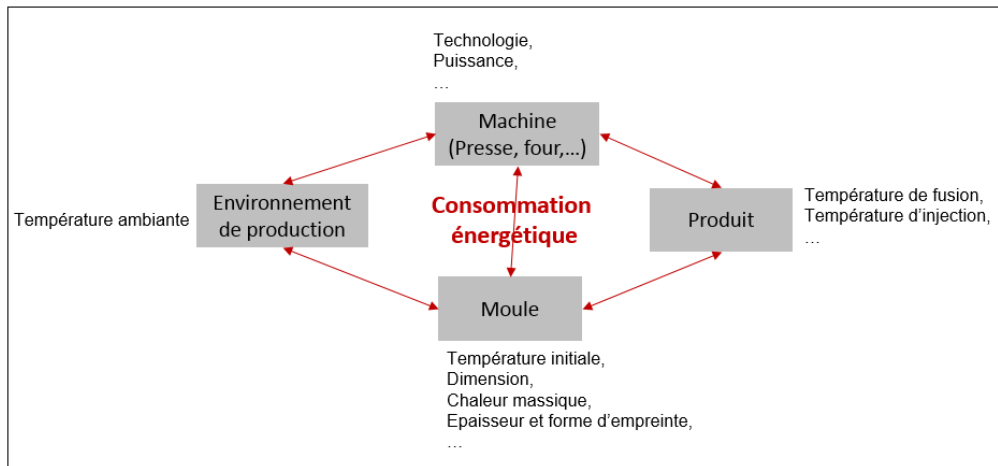 Technologie,
Puissance,
...
Machine
(Presse, four,...)
Environnement
de production
Température ambiante
Consommation
énergétique
Produit
Température de fusion,
Température d'injection,
...
Moule
Température initiale,
Dimension,
Chaleur massique,
Epaisseur et forme d'empreinte,
...